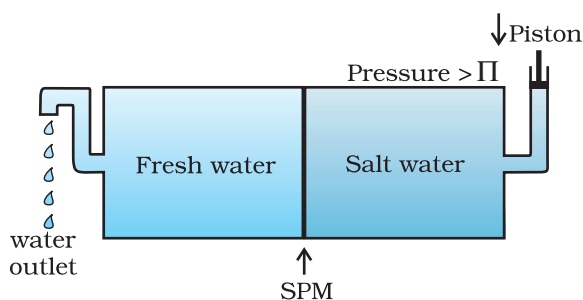 Piston
Pressure > Π
Fresh water
Salt water
water
outlet
SPM